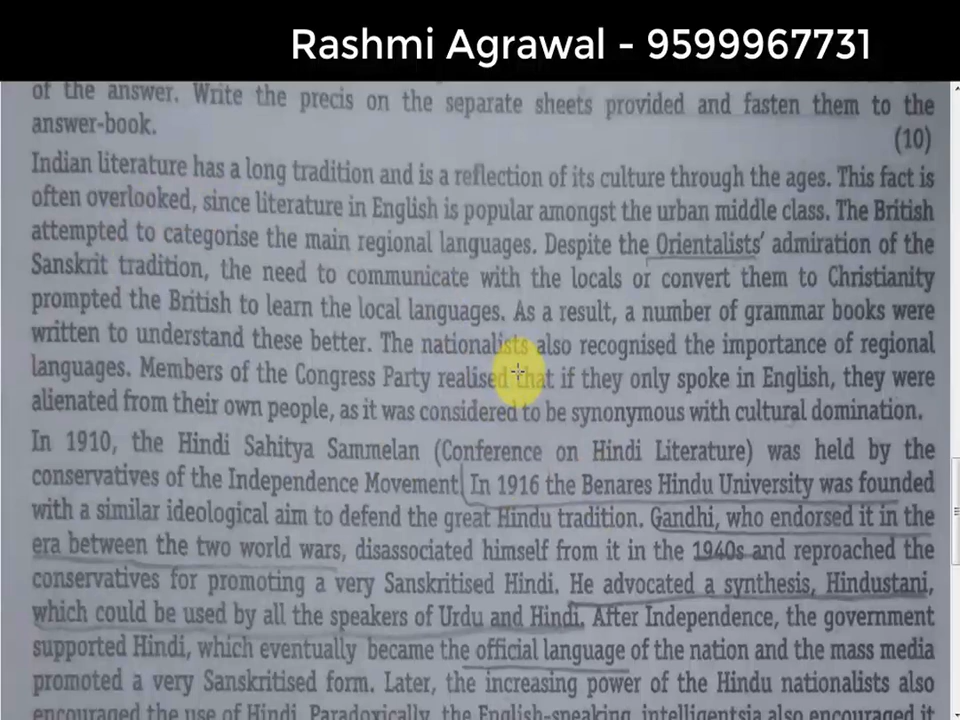 Rashmi Agrawal - 9599967731
of the answer. Write the precis on the separate sheets provided and fasten them to the
answer-book.
(10)
Indian literature has a long tradition and is a reflection of its culture through the ages. This fact is
often overlooked, since literature in English is popular amongst the urban middle class. The British
attempted to categorise the main regional languages. Despite the Orientalists' admiration of the
Sanskrit tradition, the need to communicate with the locals or convert them to Christianity
prompted the British to learn the local languages. As a result, a number of grammar books were
written to understand these better. The nationalists also recognised the importance of regional
languages. Members of the Congress Party realised that if they only spoke in English, they were
alienated from their own people, as it was considered to be synonymous with cultural domination.
In 1910, the Hindi Sahitya Sammelan (Conference on Hindi Literature) was held by the
conservatives of the Independence Movement. In 1916 the Benares Hindu University was founded
with a similar ideological aim to defend the great Hindu tradition. Gandhi, who endorsed it in the
era between the two world wars, disassociated himself from it in the 1940s and reproached the
conservatives for promoting a very Sanskritised Hindi. He advocated a synthesis, Hindustani,
which could be used by all the speakers of Urdu and Hindi. After Independence, the government
supported Hindi, which eventually became the official language of the nation and the mass media
promoted a very Sanskritised form. Later, the increasing power of the Hindu nationalists also
encouraged the use of Hindi. Paradoxically, the English-speaking intelligentsia also encouraged it